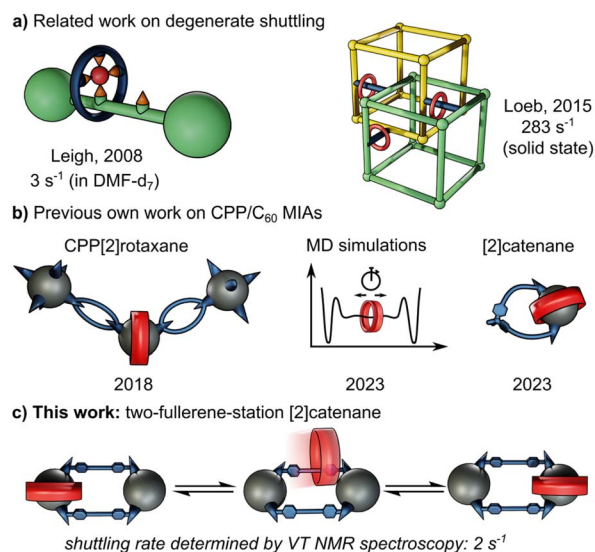 a) Related work on degenerate shuttling
Leigh, 2008
3 s⁻¹ (in DMF-d₇)
Loeb, 2015
283 s⁻¹
(solid state)
b) Previous own work on CPP/C₆₀ MIAs
CPP[2]rotaxane
MD simulations
[2]catenane
2018
2023
2023
c) This work: two-fullerene-station [2]catenane
shuttling rate determined by VT NMR spectroscopy: 2 s⁻¹